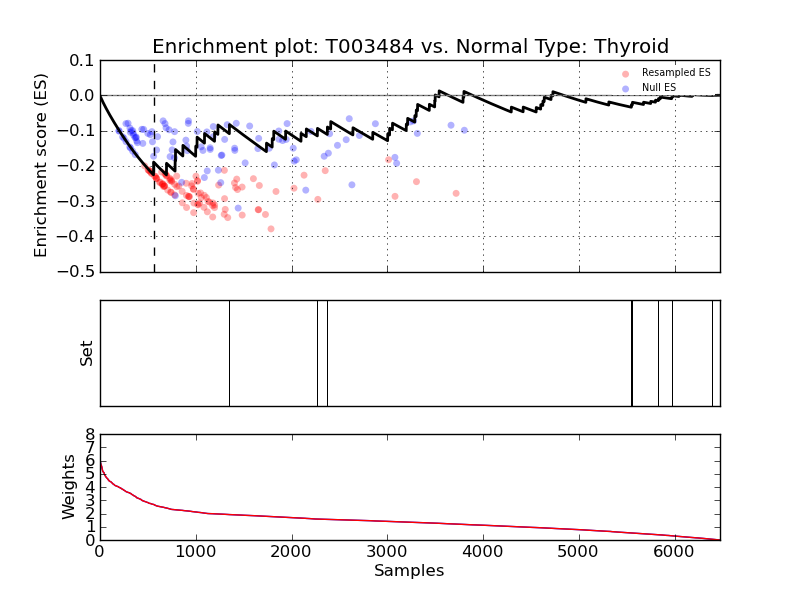 Enrichment plot: T003484 vs. Normal Type: Thyroid
Enrichment score (ES)
0.1
0.0
−0.1
−0.2
−0.3
−0.4
−0.5
Resampled ES
Null ES
Set
Weights
8
7
6
5
4
3
2
1
0
0 1000 2000 3000 4000 5000 6000
Samples